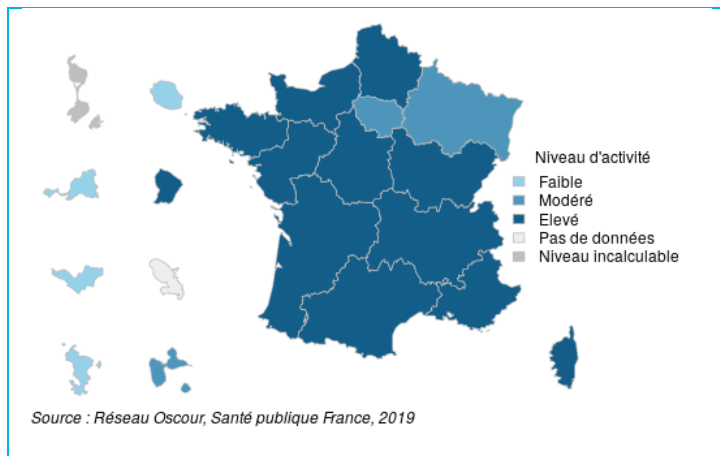 Niveau d'activité
Faible
Modéré
Elevé
Pas de données
Niveau incalculable
Source : Réseau Oscour, Santé publique France, 2019